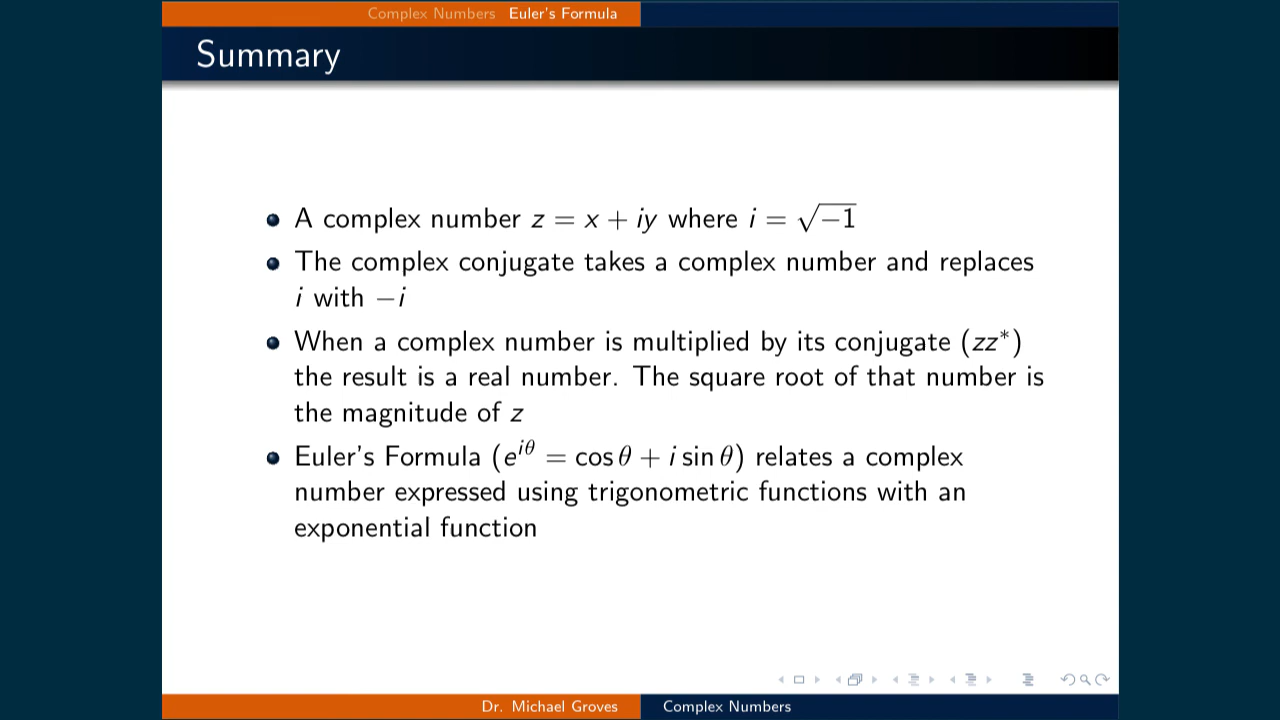 Complex Numbers Euler's Formula
Summary
A complex number z = x + iy where i = √−1
The complex conjugate takes a complex number and replaces
i with −i
When a complex number is multiplied by its conjugate (zz*)
the result is a real number. The square root of that number is
the magnitude of z
Euler's Formula (e^{iθ} = cos θ + i sin θ) relates a complex
number expressed using trigonometric functions with an
exponential function
Dr. Michael Groves Complex Numbers